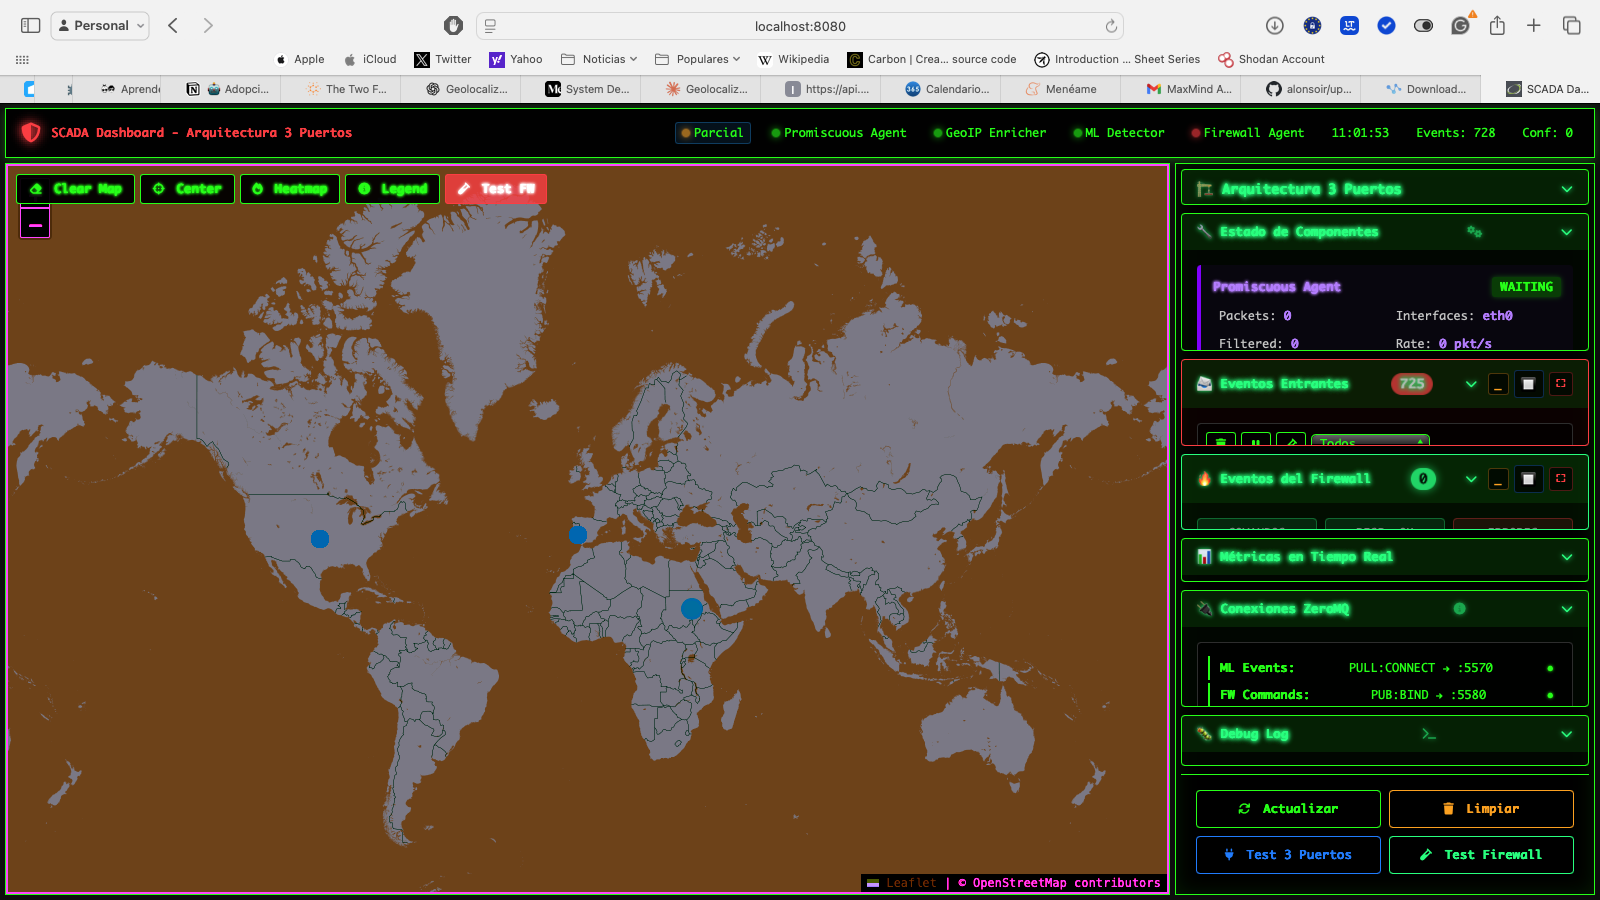 Personal
localhost:8080
Apple
iCloud
Twitter
Yahoo
Noticias
Populares
Wikipedia
Carbon | Crea... source code
Introduction ... Sheet Series
Shodan Account
Aprende
Adopci...
The Two F...
Geolocaliz...
System De...
Geolocaliz...
https://api....
Calendario...
Menéame
MaxMind A...
alonsoir/up...
Download...
SCADA Da...
SCADA Dashboard - Arquitectura 3 Puertos
Parcial
Promiscuous Agent
GeoIP Enricher
ML Detector
Firewall Agent
11:01:53
Events: 728
Conf: 0
Clear Map
Center
Heatmap
Legend
Test FW
Arquitectura 3 Puertos
Estado de Componentes
Promiscuous Agent
WAITING
Packets: 0
Interfaces: eth0
Filtered: 0
Rate: 0 pkt/s
Eventos Entrantes
725
Todos
Eventos del Firewall
0
Métricas en Tiempo Real
Conexiones ZeroMQ
ML Events:
PULL:CONNECT → :5570
FW Commands:
PUB:BIND → :5580
Debug Log
Actualizar
Limpiar
Test 3 Puertos
Test Firewall
Leaflet | © OpenStreetMap contributors